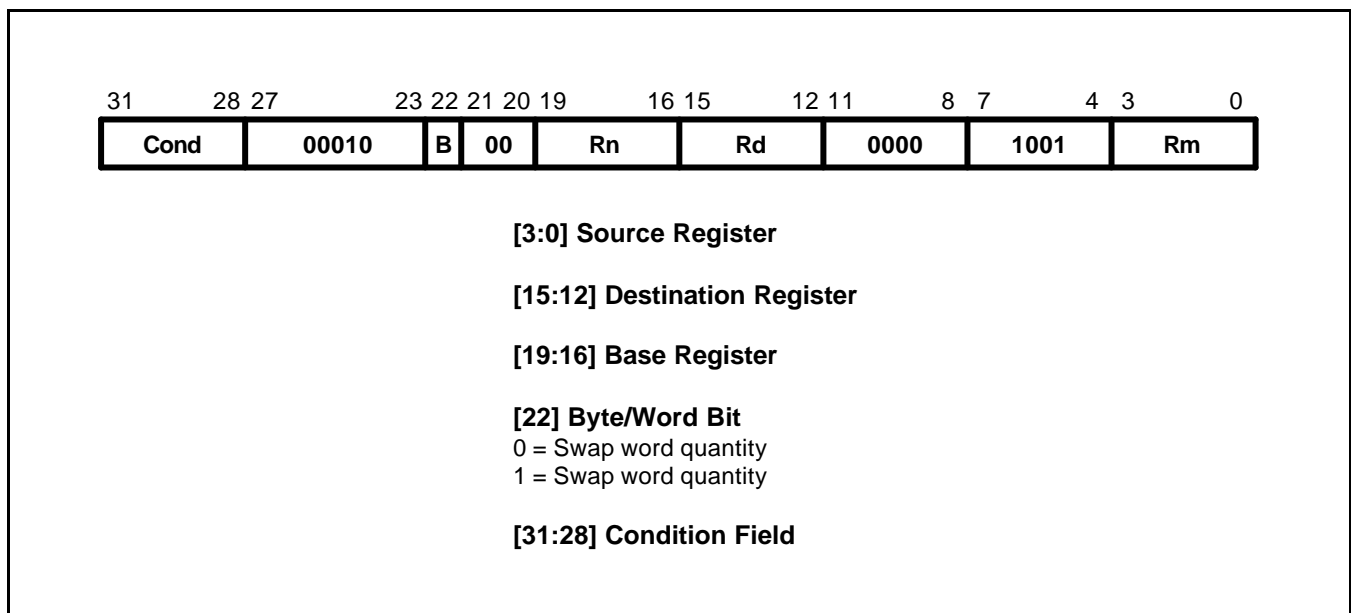 31 28 27 23 22 21 20 19 16 15 12 11 8 7 4 3 0
Cond 00010 B 00 Rn Rd 0000 1001 Rm
[3:0] Source Register
[15:12] Destination Register
[19:16] Base Register
[22] Byte/Word Bit
0 = Swap word quantity
1 = Swap word quantity
[31:28] Condition Field